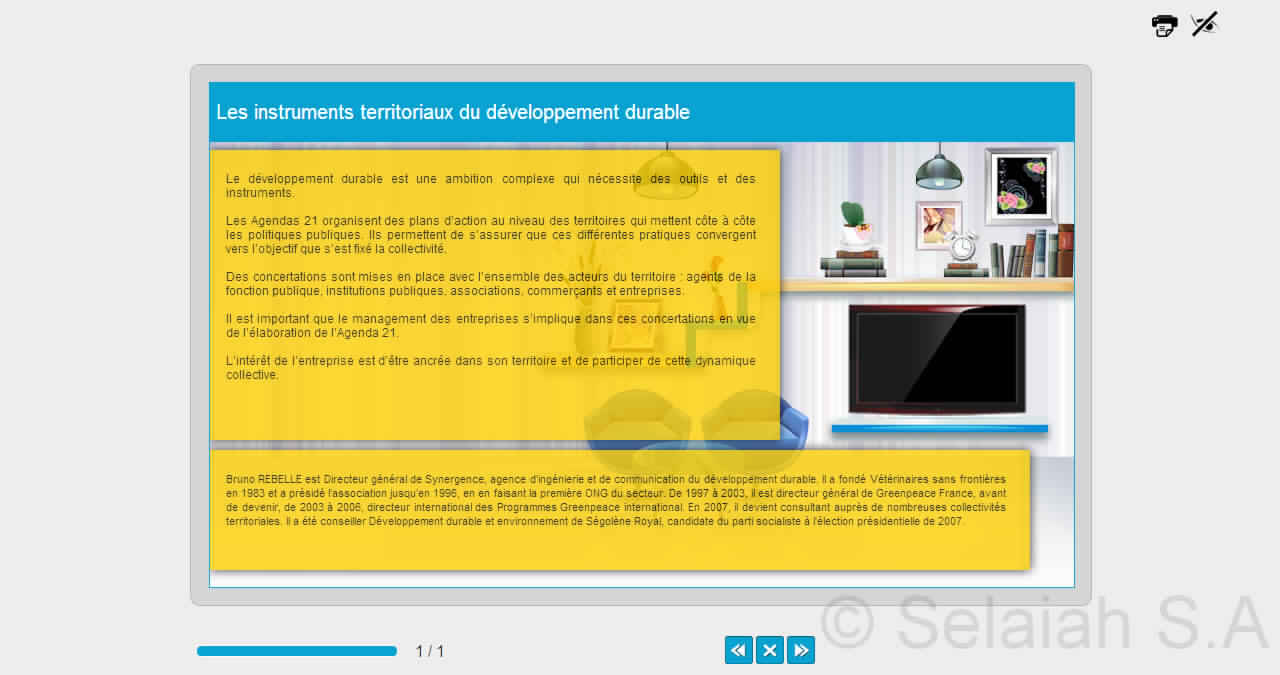 Les instruments territoriaux du développement durable
Le développement durable est une ambition complexe qui nécessite des outils et des
instruments.
Les Agendas 21 organisent des plans d'action au niveau des territoires qui mettent côte à côte
les politiques publiques. Ils permettent de s'assurer que ces différentes pratiques convergent
vers l'objectif que s'est fixé la collectivité.
Des concertations sont mises en place avec l'ensemble des acteurs du territoire : agents de la
fonction publique, institutions publiques, associations, commerçants et entreprises.
Il est important que le management des entreprises s'implique dans ces concertations en vue
de l'élaboration de l'Agenda 21.
L'intérêt de l'entreprise est d'être ancrée dans son territoire et de participer de cette dynamique
collective.
Bruno REBELLE est Directeur général de Synergence, agence d'ingénierie et de communication du développement durable. Il a fondé Vétérinaires sans frontières
en 1983 et a présidé l'association jusqu'en 1996, en en faisant la première ONG du secteur. De 1997 à 2003, il est directeur général de Greenpeace France, avant
de devenir, de 2003 à 2006, directeur international des Programmes Greenpeace international. En 2007, il devient consultant auprès de nombreuses collectivités
territoriales. Il a été conseiller Développement durable et environnement de Ségolène Royal, candidate du parti socialiste à l'élection présidentielle de 2007.
© Selaiah S.A
1 / 1